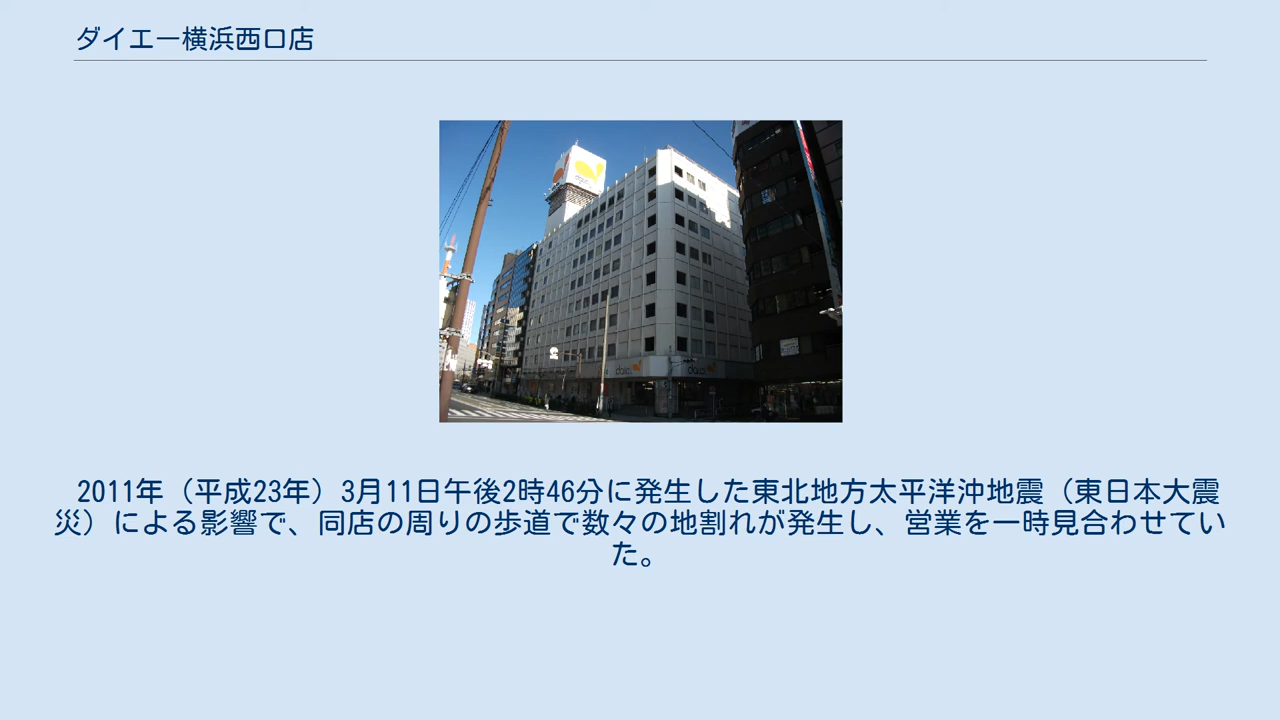 ダイエー横浜西口店
2011年（平成23年）3月11日午後2時46分に発生した東北地方太平洋沖地震（東日本大震
災）による影響で、同店の周りの歩道で数々の地割れが発生し、営業を一時見合わせてい
た。